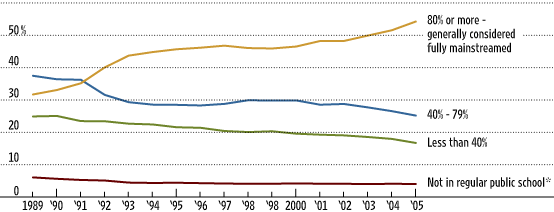 80% or more -
generally considered
fully mainstreamed
50%
40
30
40% - 79%
20
Less than 40%
10
Not in regular public school*
0
1989 '90 '91 '92 '93 '94 '95 '96 '97 '98 '99 2000 '01 '02 '03 '04 '05